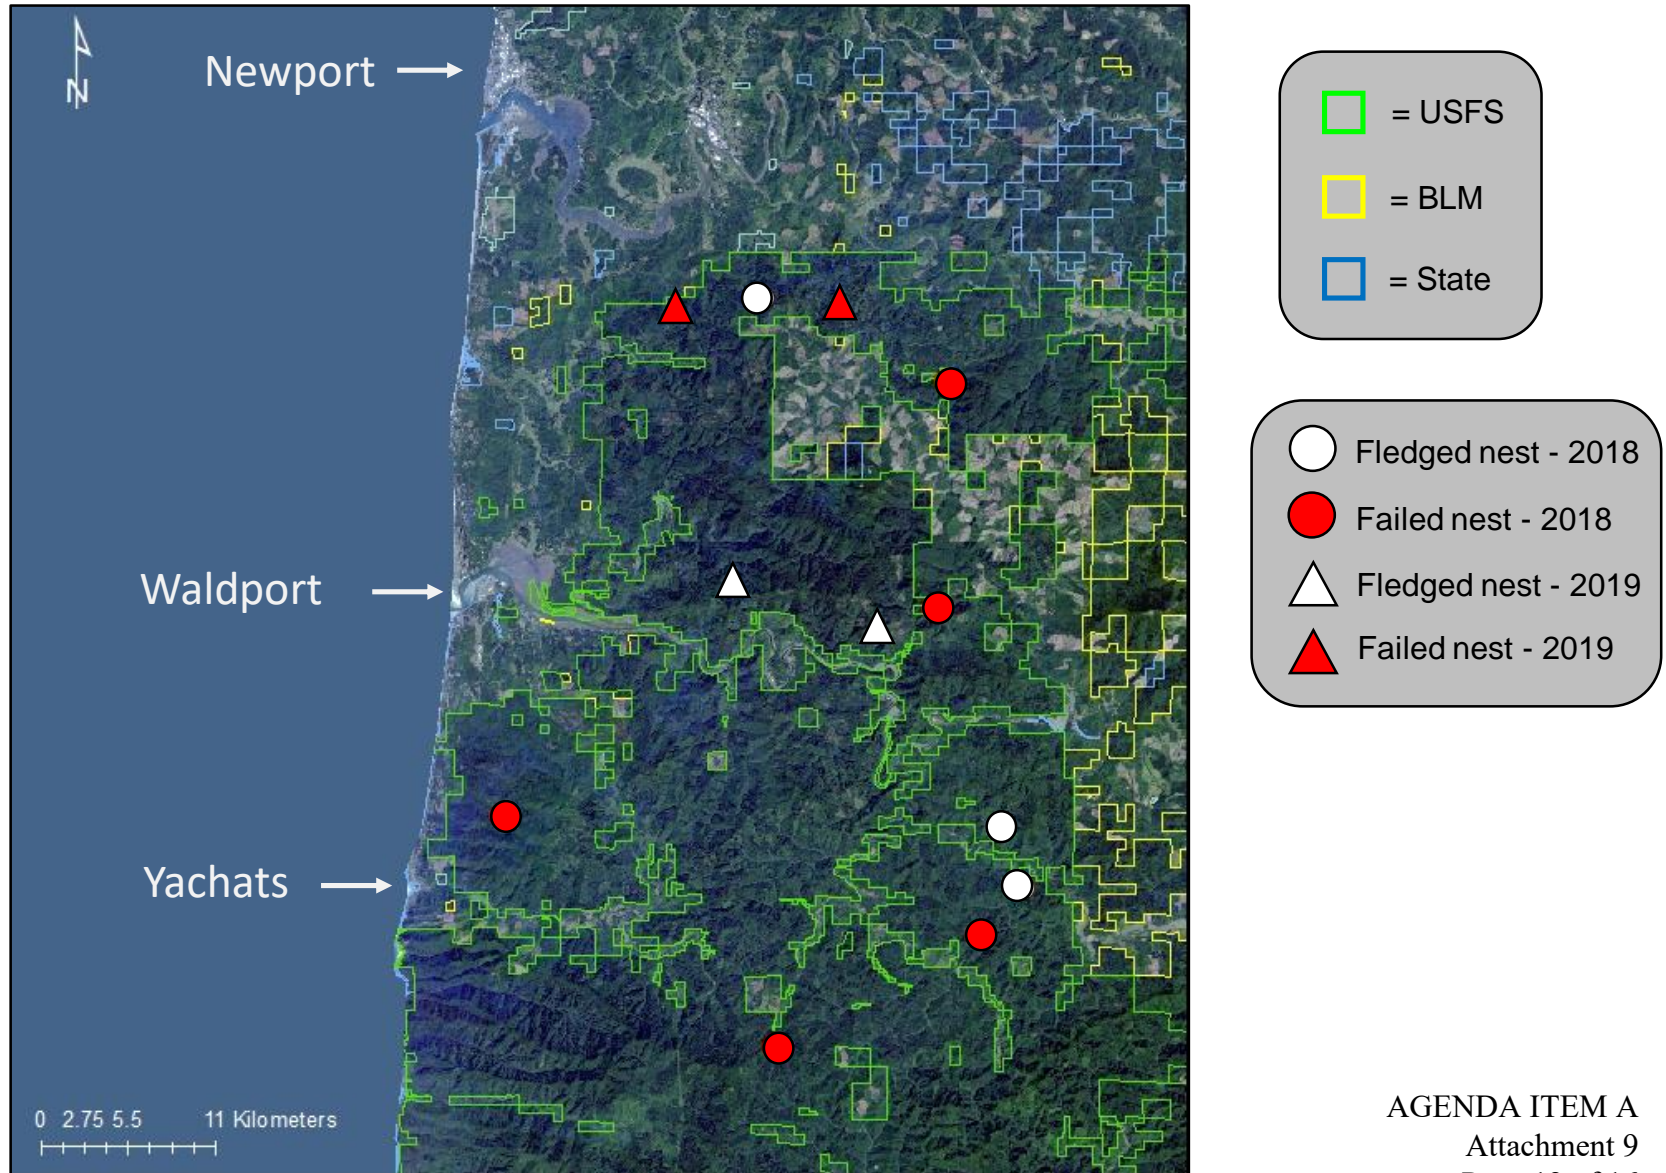 N
Newport
Waldport
Yachats
0 2.75 5.5 11 Kilometers
= USFS
= BLM
= State
Fledged nest - 2018
Failed nest - 2018
Fledged nest - 2019
Failed nest - 2019
AGENDA ITEM A
Attachment 9